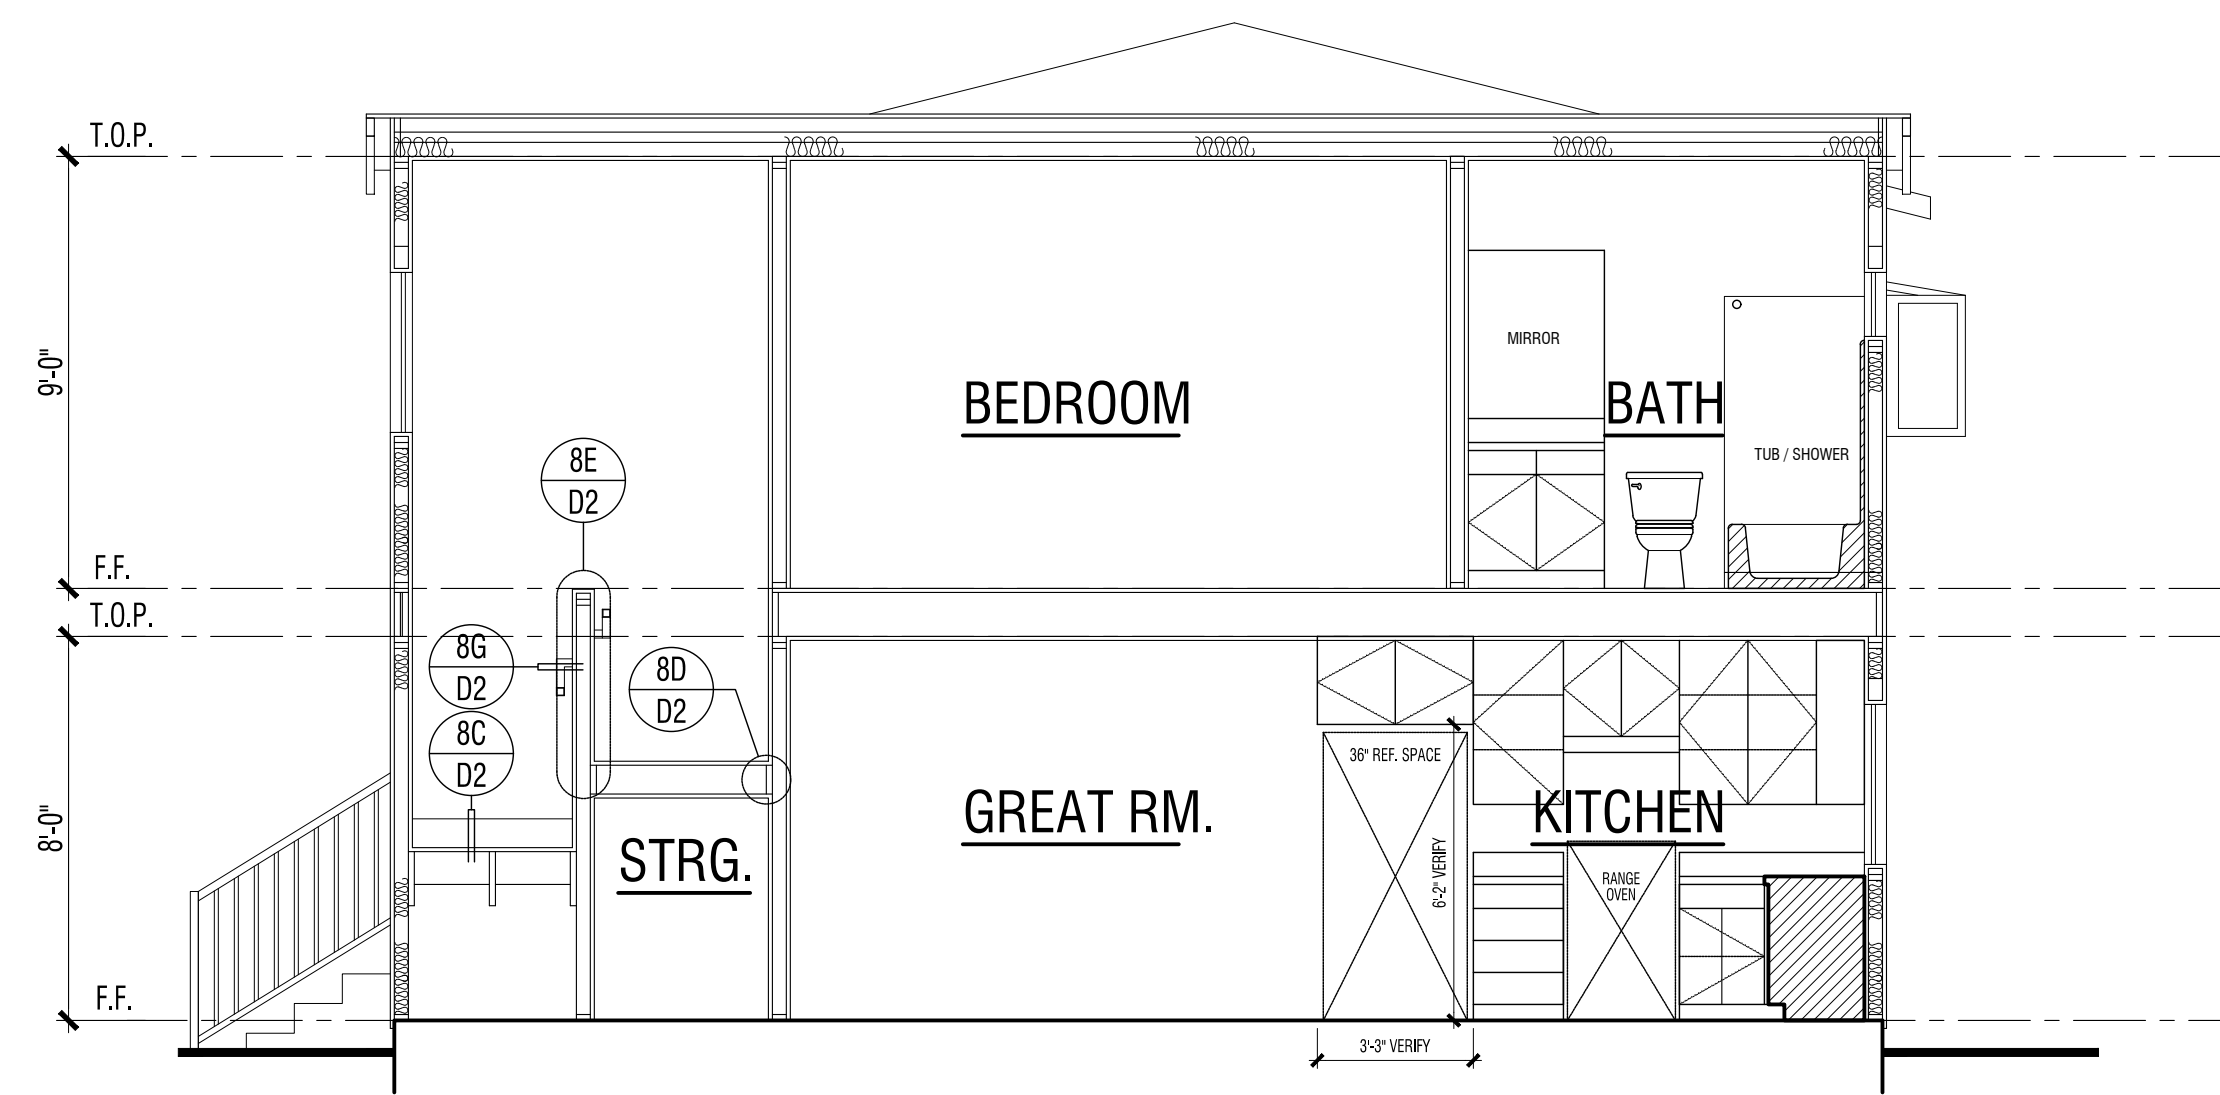 T.O.P.
9'-0"
MIRROR
BEDROOM
BATH
TUB / SHOWER
8E
D2
F.F.
T.O.P.
8G
D2
8D
D2
8C
D2
36" REF. SPACE
8'-0"
GREAT RM.
KITCHEN
STRG.
6'-2" VERIFY
RANGE
OVEN
F.F.
3'-3" VERIFY